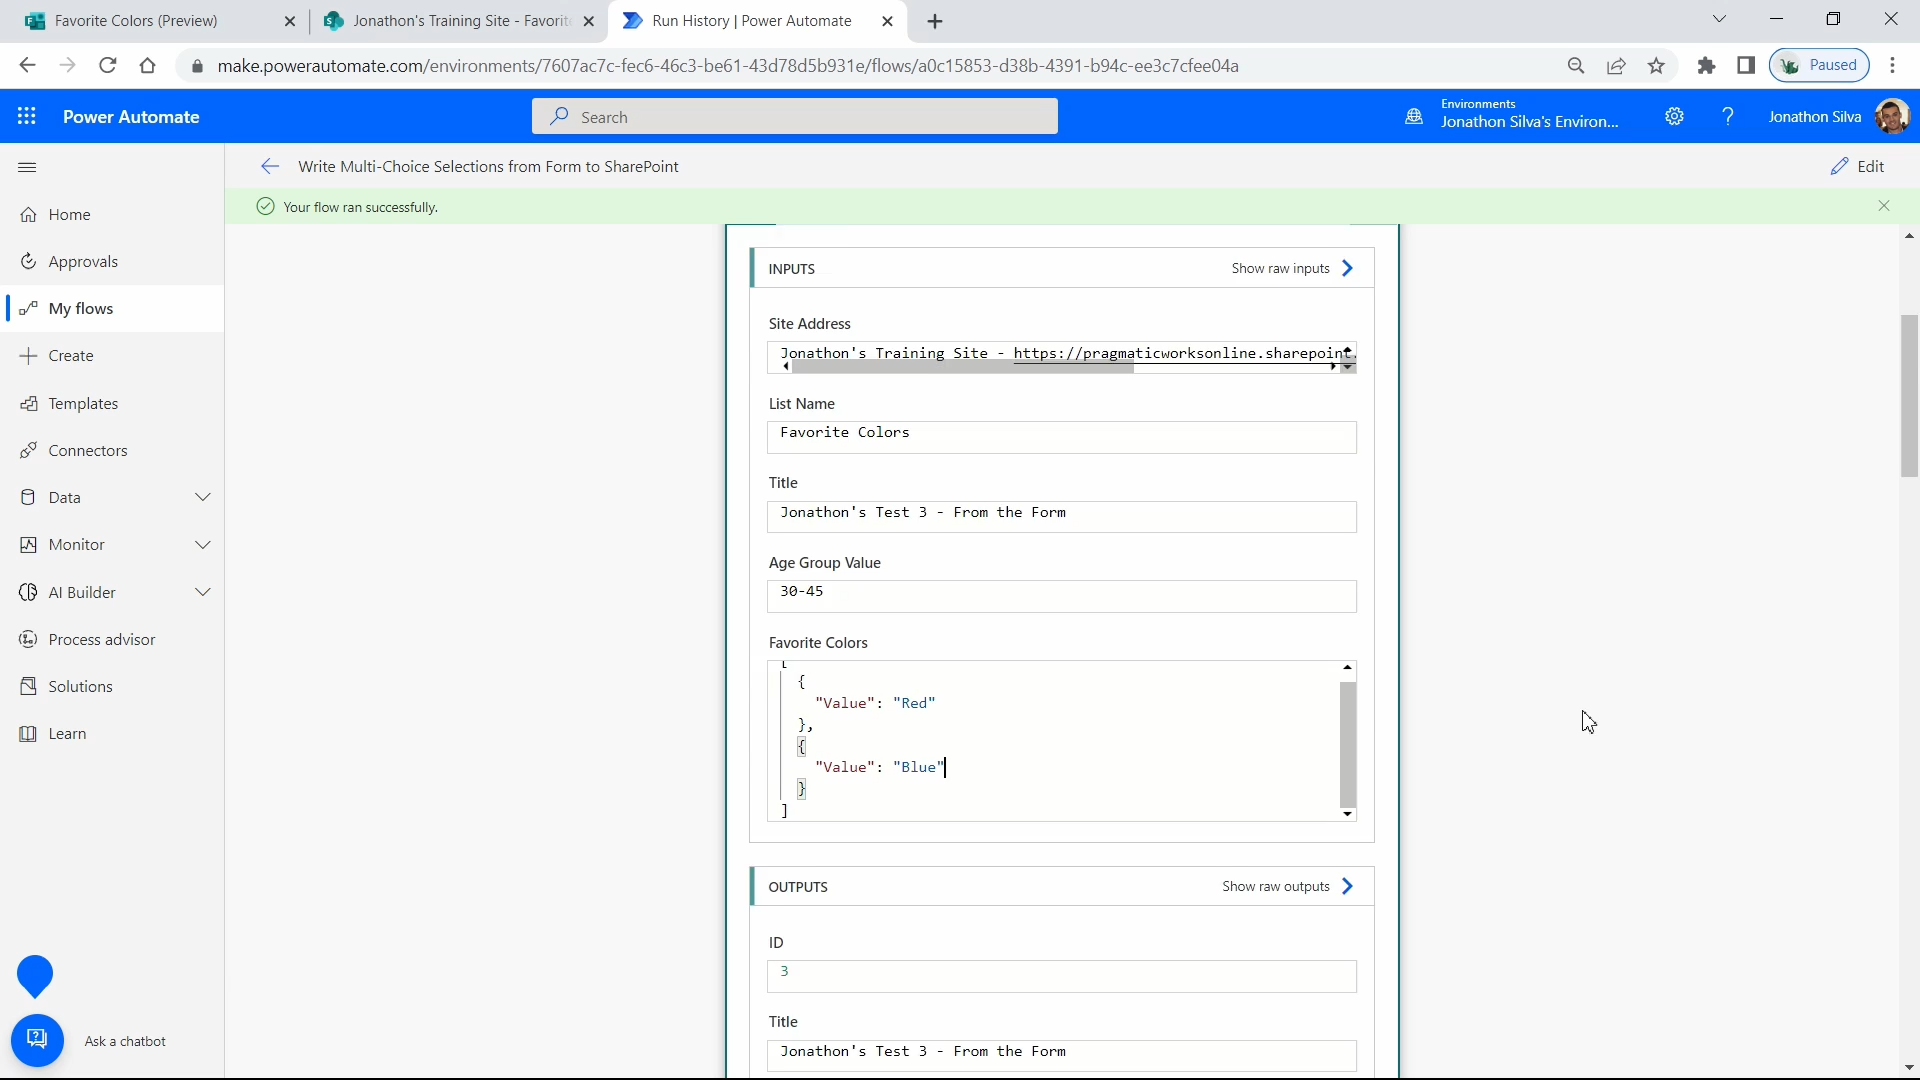 Favorite Colors (Preview)
Jonathon's Training Site - Favorit
Run History | Power Automate
make.powerautomate.com/environments/7607ac7c-fec6-46c3-be61-43d78d5b931e/flows/a0c15853-d38b-4391-b94c-ee3c7cfee04a
Paused
Power Automate
Search
Environments
Jonathon Silva's Environ...
?
Jonathon Silva
Write Multi-Choice Selections from Form to SharePoint
Edit
Your flow ran successfully.
Home
Approvals
My flows
Create
Templates
Connectors
Data
Monitor
AI Builder
Process advisor
Solutions
Learn
Ask a chatbot
INPUTS
Show raw inputs
Site Address
Jonathon's Training Site - https://pragmaticworksonline.sharepoint.
List Name
Favorite Colors
Title
Jonathon's Test 3 - From the Form
Age Group Value
30-45
Favorite Colors
[
{
"Value": "Red"
},
{
"Value": "Blue"
}
]
OUTPUTS
Show raw outputs
ID
3
Title
Jonathon's Test 3 - From the Form